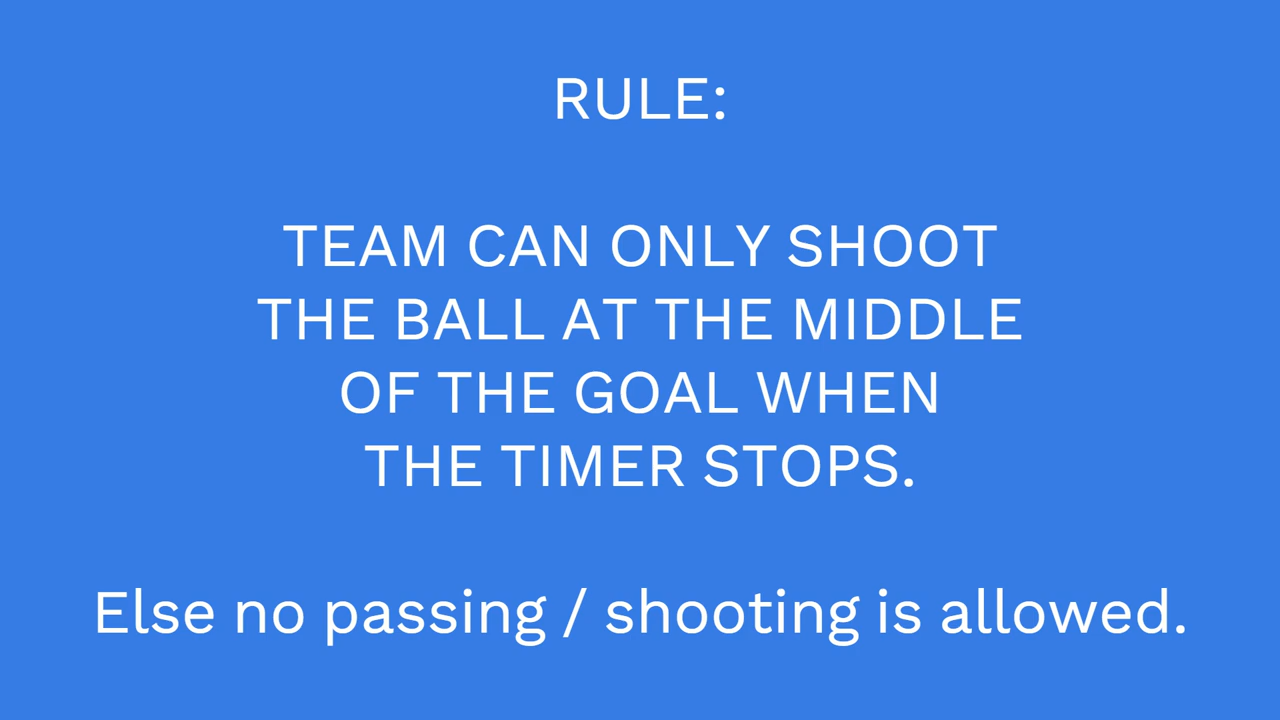 RULE:
TEAM CAN ONLY SHOOT
THE BALL AT THE MIDDLE
OF THE GOAL WHEN
THE TIMER STOPS.
Else no passing / shooting is allowed.